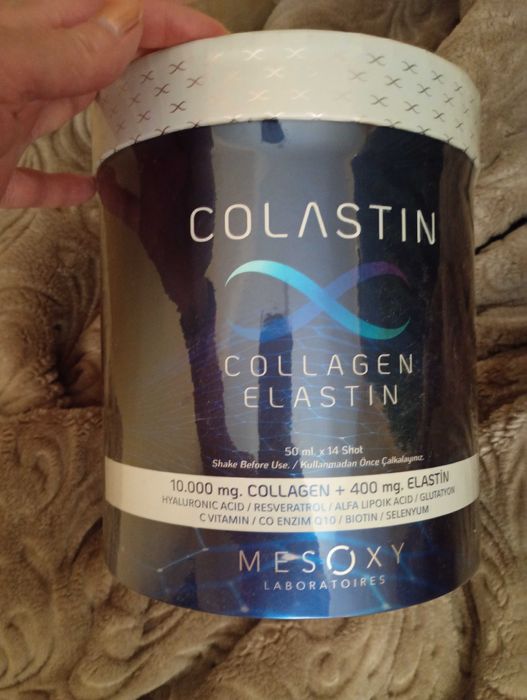 COLASTIN
COLLAGEN
ELASTIN
50 ml. x 14 Shot
Shake Before Use. / Kullanmadan Önce Çalkalayınız.
10.000 mg. COLLAGEN + 400 mg. ELASTİN
HYALURONIC ACID / RESVERATROL / ALFA LIPOIK ACID / GLUTATYON
C VITAMIN / CO ENZIM Q10 / BIOTIN / SELENYUM
MESOXY
LABORATOIRES